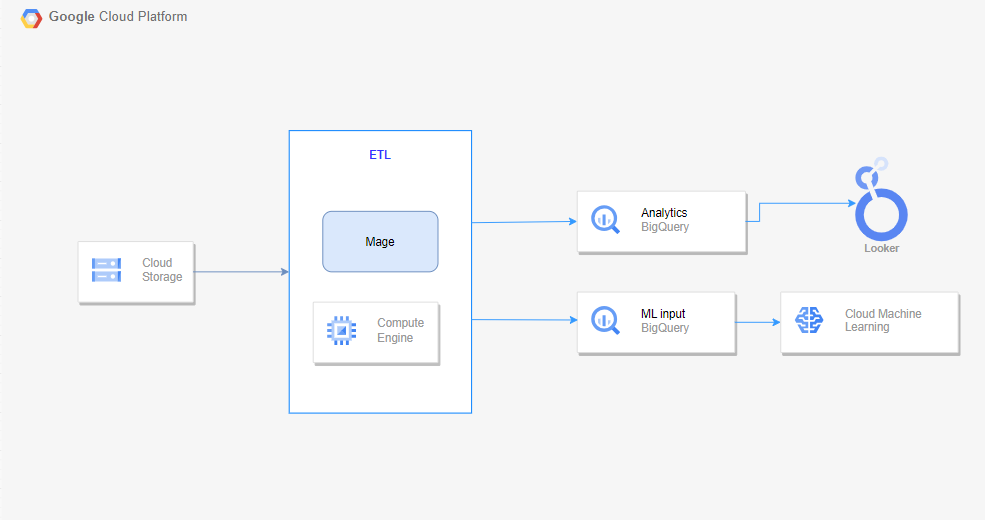 Google Cloud Platform
ETL
Mage
Cloud
Storage
Compute
Engine
Analytics
BigQuery
Looker
ML input
BigQuery
Cloud Machine
Learning